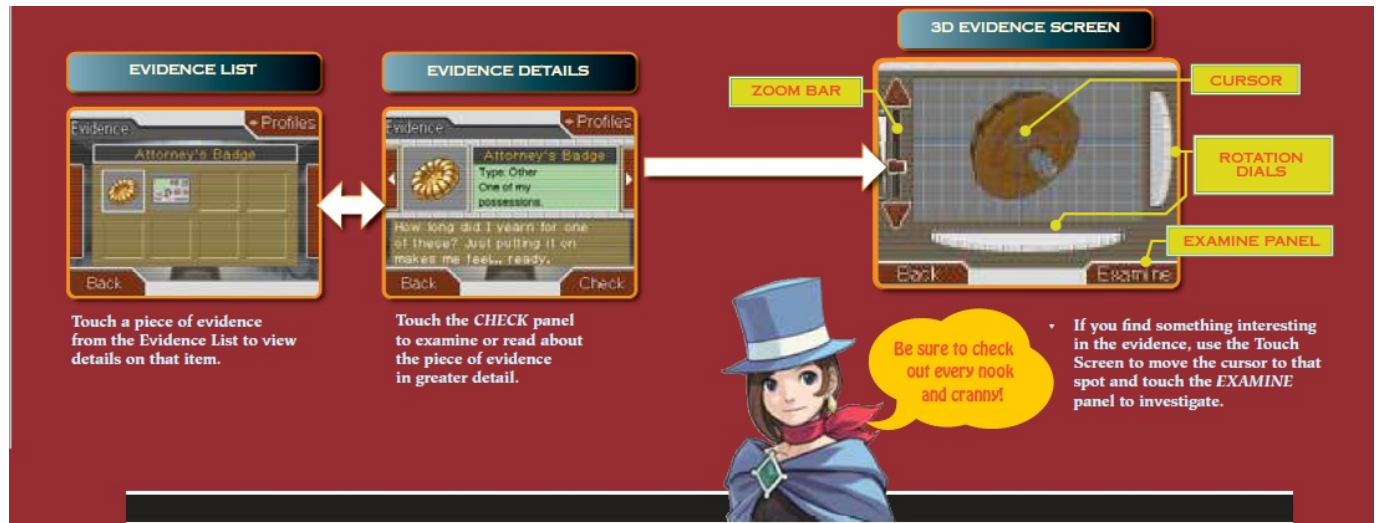 EVIDENCE LIST
Evidence
Profiles
Attorney's Badge
Back
Touch a piece of evidence
from the Evidence List to view
details on that item.
EVIDENCE DETAILS
Evidence
Profiles
Attorney's Badge
Type: Other
One of my
possessions.
How long did I yearn for one
of these? Just putting it on
makes me feel... ready.
Back
Check
Touch the CHECK panel
to examine or read about
the piece of evidence
in greater detail.
3D EVIDENCE SCREEN
ZOOM BAR
CURSOR
ROTATION
DIALS
EXAMINE PANEL
Back
Examine
Be sure to check
out every nook
and cranny!
▾ If you find something interesting
in the evidence, use the Touch
Screen to move the cursor to that
spot and touch the EXAMINE
panel to investigate.